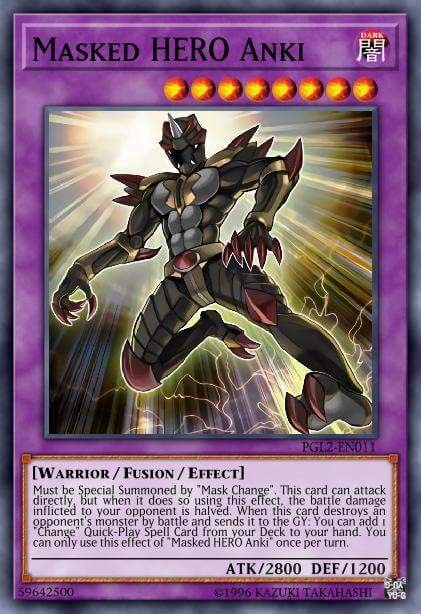 Masked HERO Anki
DARK
闇
PGL2-EN011
[Warrior / Fusion / Effect]
Must be Special Summoned by "Mask Change". This card can attack
directly, but when it does so using this effect, the battle damage
inflicted to your opponent is halved. When this card destroys an
opponent's monster by battle and sends it to the GY: You can add 1
"Change" Quick-Play Spell Card from your Deck to your hand. You can
only use this effect of "Masked HERO Anki" once per turn.
ATK/2800 DEF/1200
59642500
©1996 KAZUKI TAKAHASHI